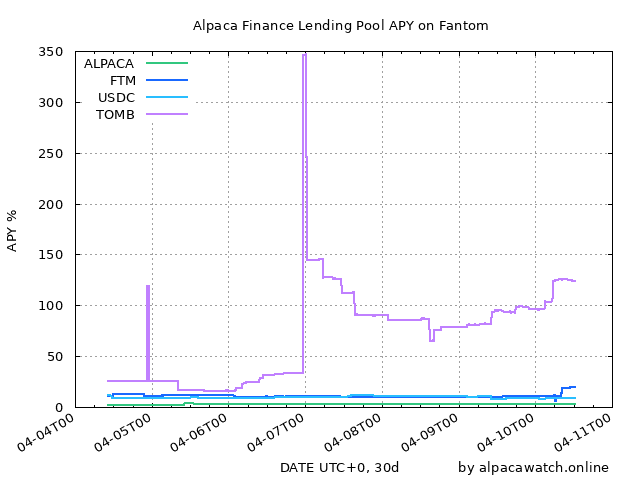 Alpaca Finance Lending Pool APY on Fantom
350
300
250
200
150
100
50
0
APY %
ALPACA
FTM
USDC
TOMB
04-04T00
04-05T00
04-06T00
04-07T00
04-08T00
04-09T00
04-10T00
04-11T00
DATE UTC+0, 30d
by alpacawatch.online